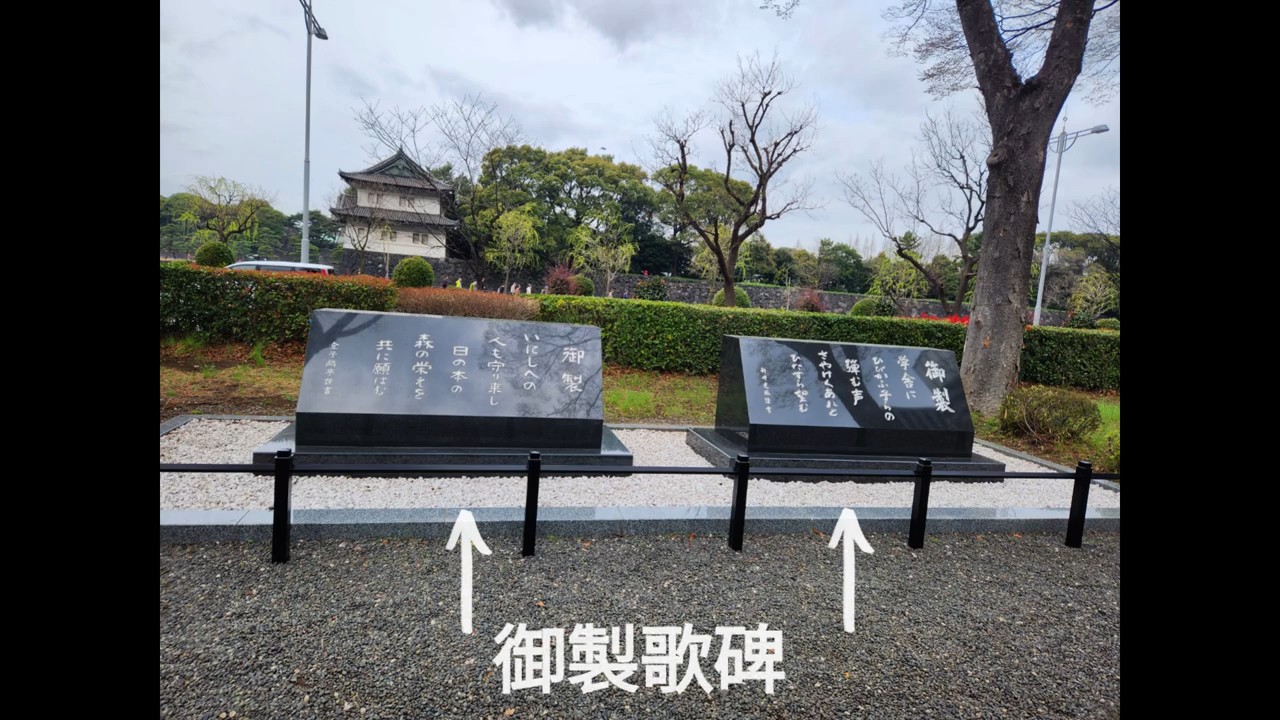 御製
いにしへの
人も守り来し
日の本の
森の栄えを
共に願はむ
御製
学舎に
ひびかふ子らの
弾む声
さやけくあれと
ひたすら望む
御製歌碑